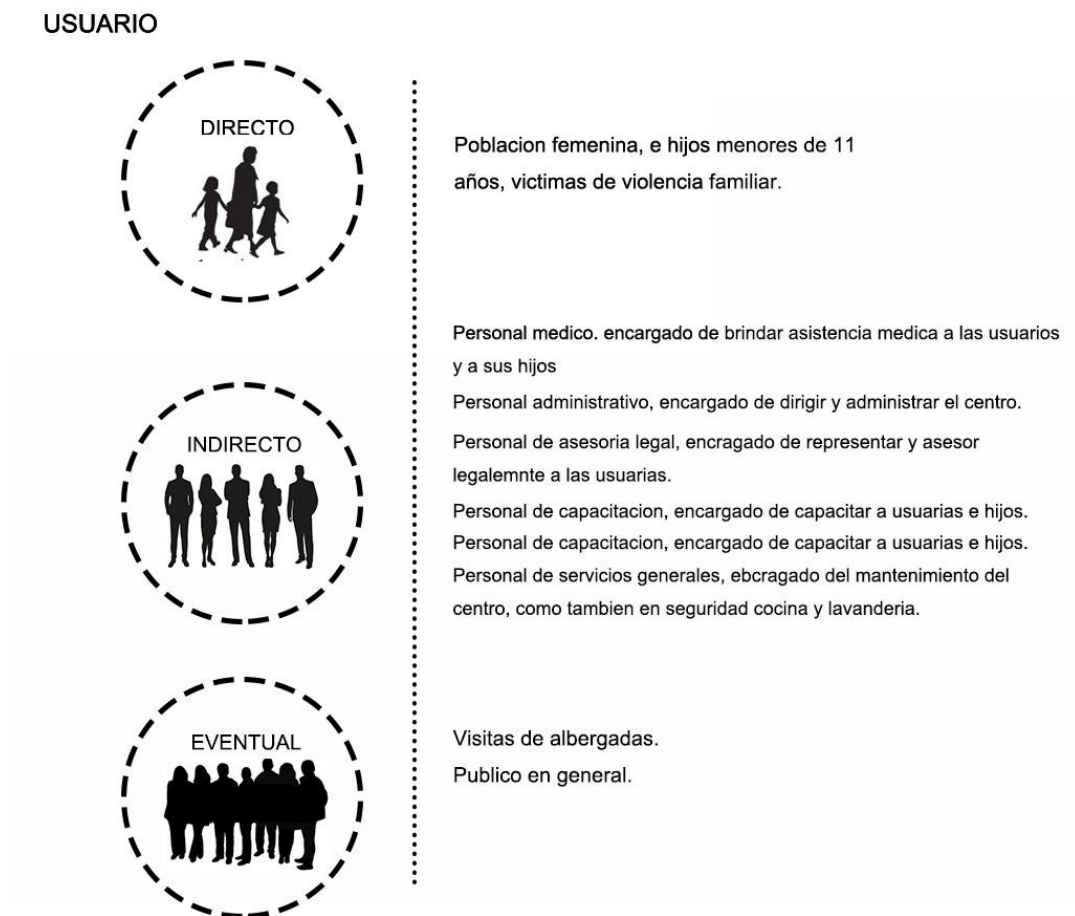 USUARIO
DIRECTO
Poblacion femenina, e hijos menores de 11
años, victimas de violencia familiar.
INDIRECTO
Personal medico. encargado de brindar asistencia medica a las usuarios
y a sus hijos
Personal administrativo, encargado de dirigir y administrar el centro.
Personal de asesoria legal, encragado de representar y asesor
legalemnte a las usuarias.
Personal de capacitacion, encargado de capacitar a usuarias e hijos.
Personal de capacitacion, encargado de capacitar a usuarias e hijos.
Personal de servicios generales, ebcragado del mantenimiento del
centro, como tambien en seguridad cocina y lavanderia.
EVENTUAL
Visitas de albergadas.
Publico en general.